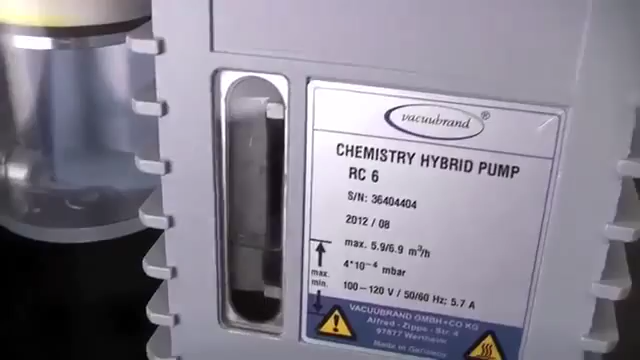 vacuubrand®
CHEMISTRY HYBRID PUMP
RC 6
S/N: 36404404
2012 / 08
max. 5.9/6.9 m³/h
4*10⁻⁴ mbar
max.
min.
100-120 V / 50/60 Hz; 5.7 A
VACUUBRAND GMBH+CO KG
Alfred - Zippe - Str. 4
97877 Wertheim
Made in Germany